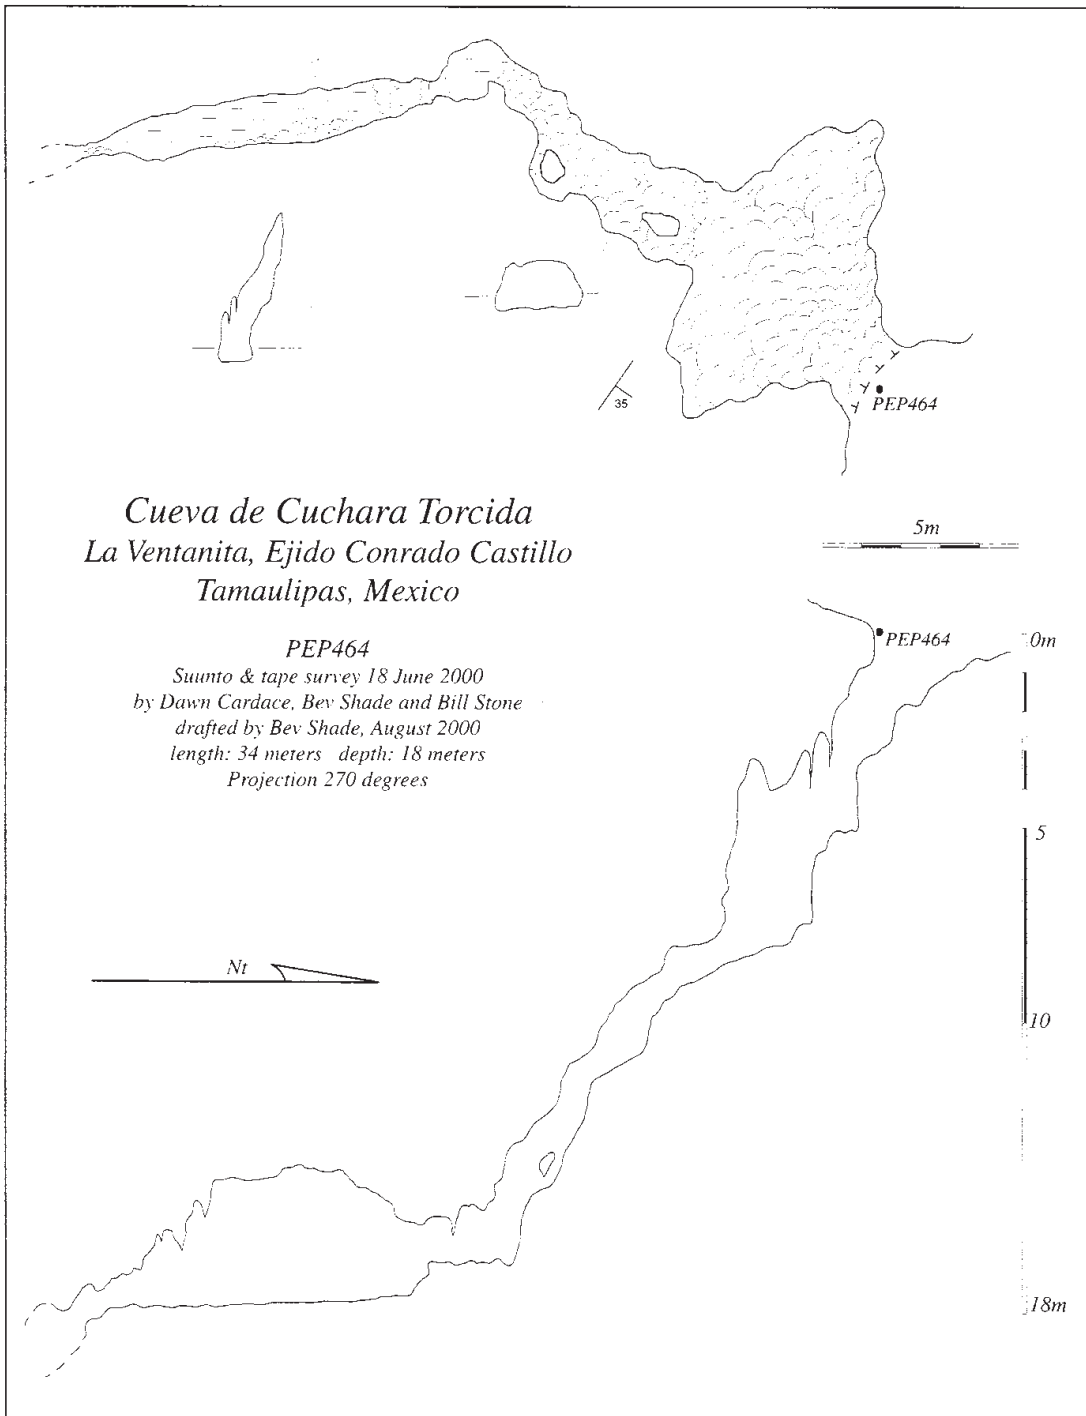 35
PEP464
Cueva de Cuchara Torcida
La Ventanita, Ejido Conrado Castillo
Tamaulipas, Mexico
5m
PEP464
Suunto & tape survey 18 June 2000
by Dawn Cardace, Bev Shade and Bill Stone
drafted by Bev Shade, August 2000
length: 34 meters depth: 18 meters
Projection 270 degrees
PEP464
0m
5
Nt
10
18m